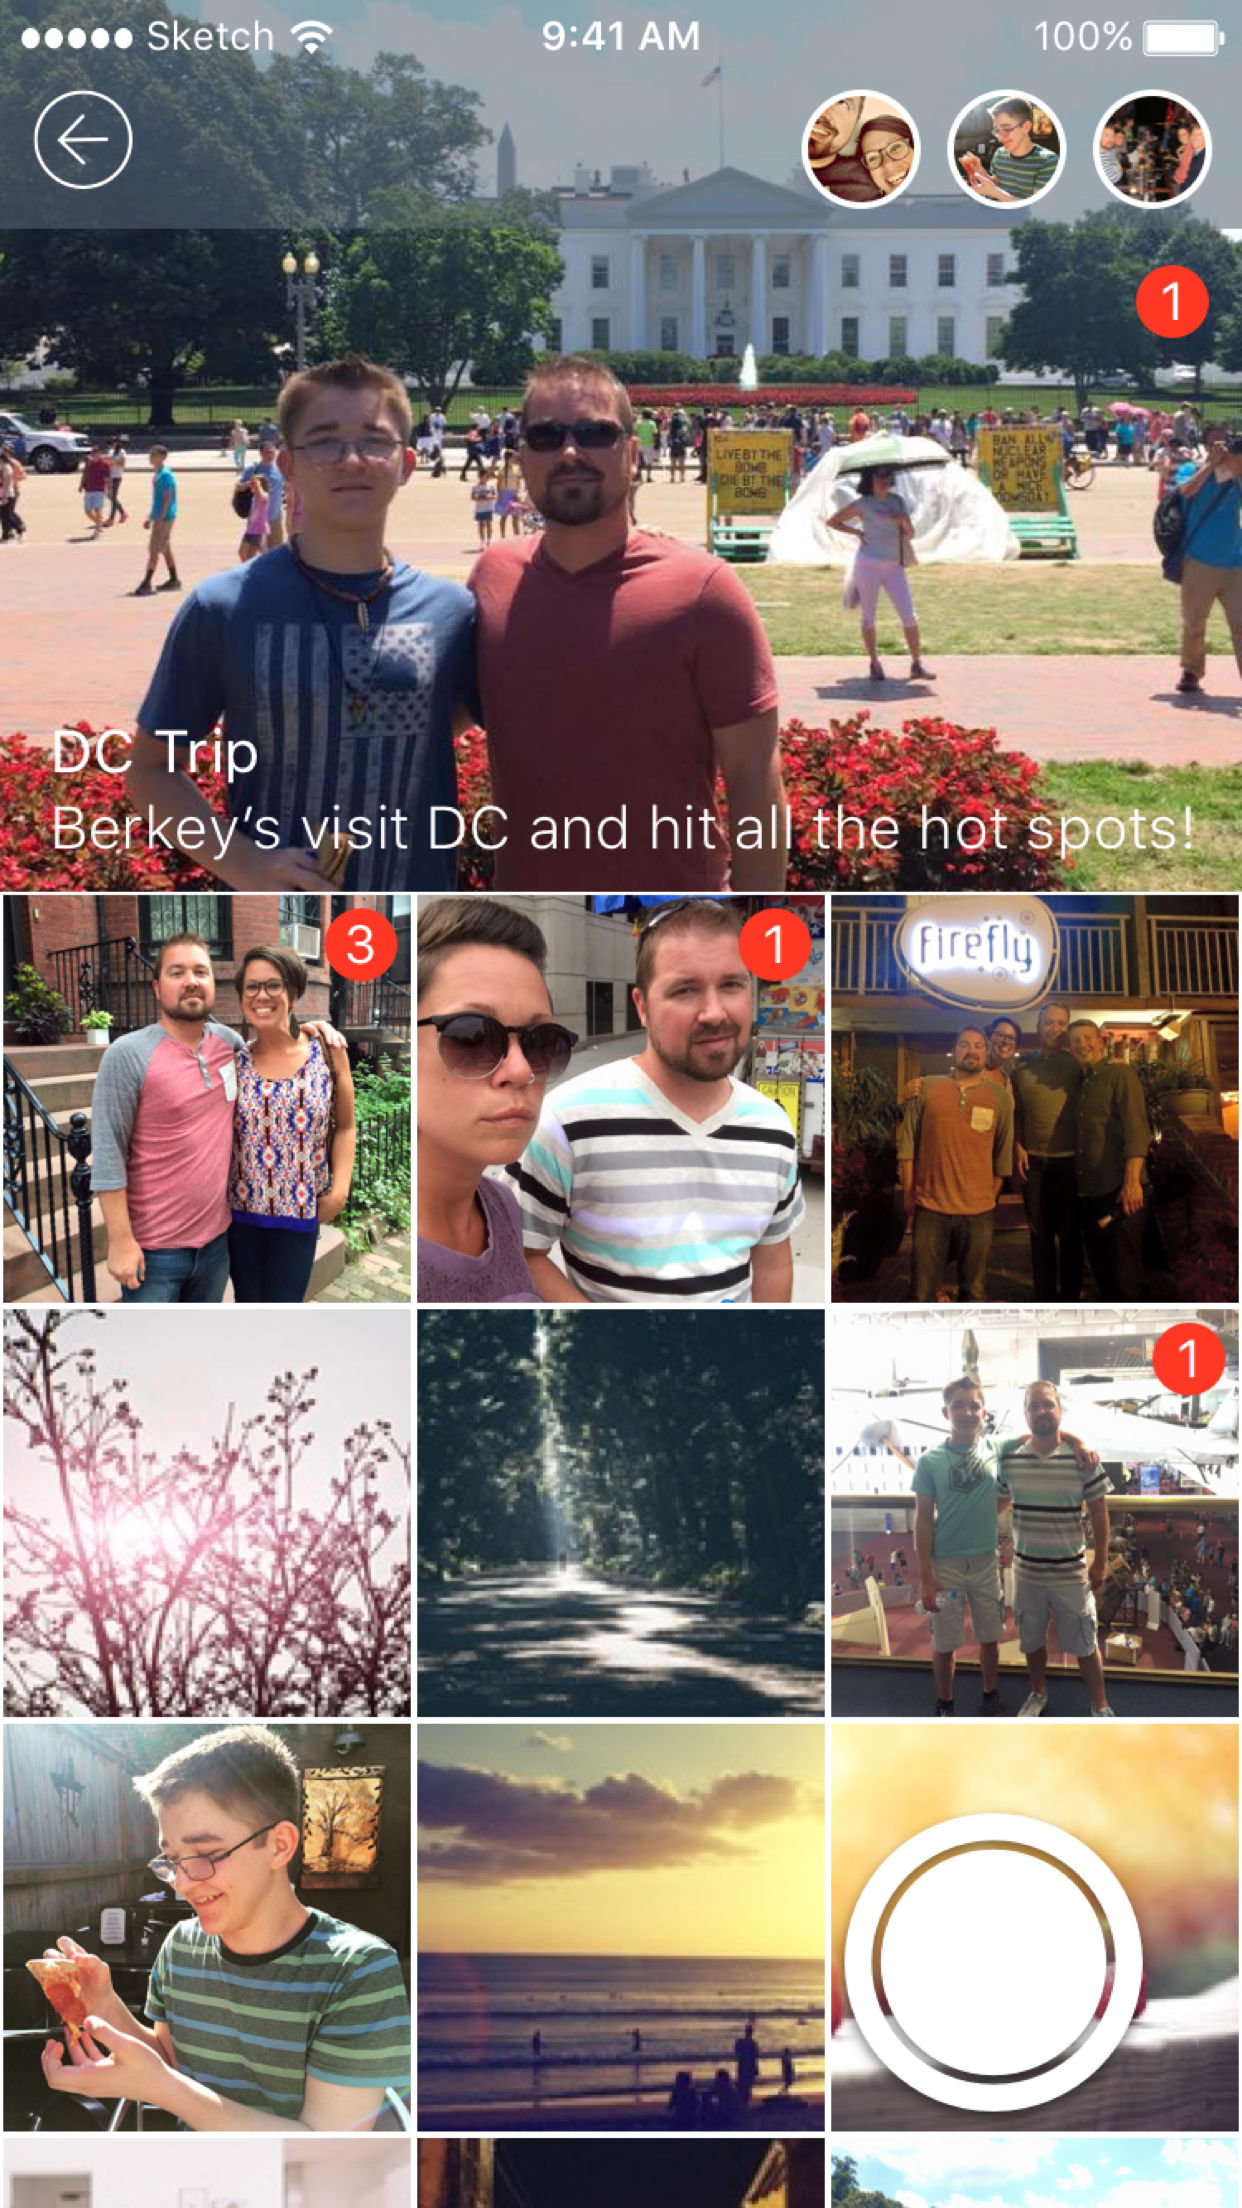 Sketch 9:41 AM 100%
1
LIVE BY THE
BOMB
DIE BY THE
BOMB
BAN ALL
NUCLEAR
WEAPONS
OR HAVE
A NICE
DOOMSDAY
DC Trip
Berkey’s visit DC and hit all the hot spots!
3
1
firefly
1